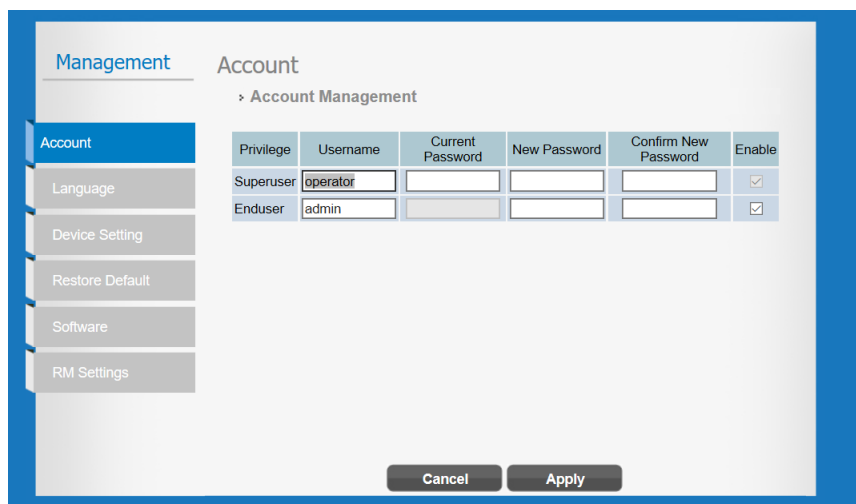 Management
Account
Account Management
Account
Language
Device Setting
Restore Default
Software
RM Settings
Privilege Username Current Password New Password Confirm New Password Enable
Superuser operator
Enduser admin
Cancel Apply